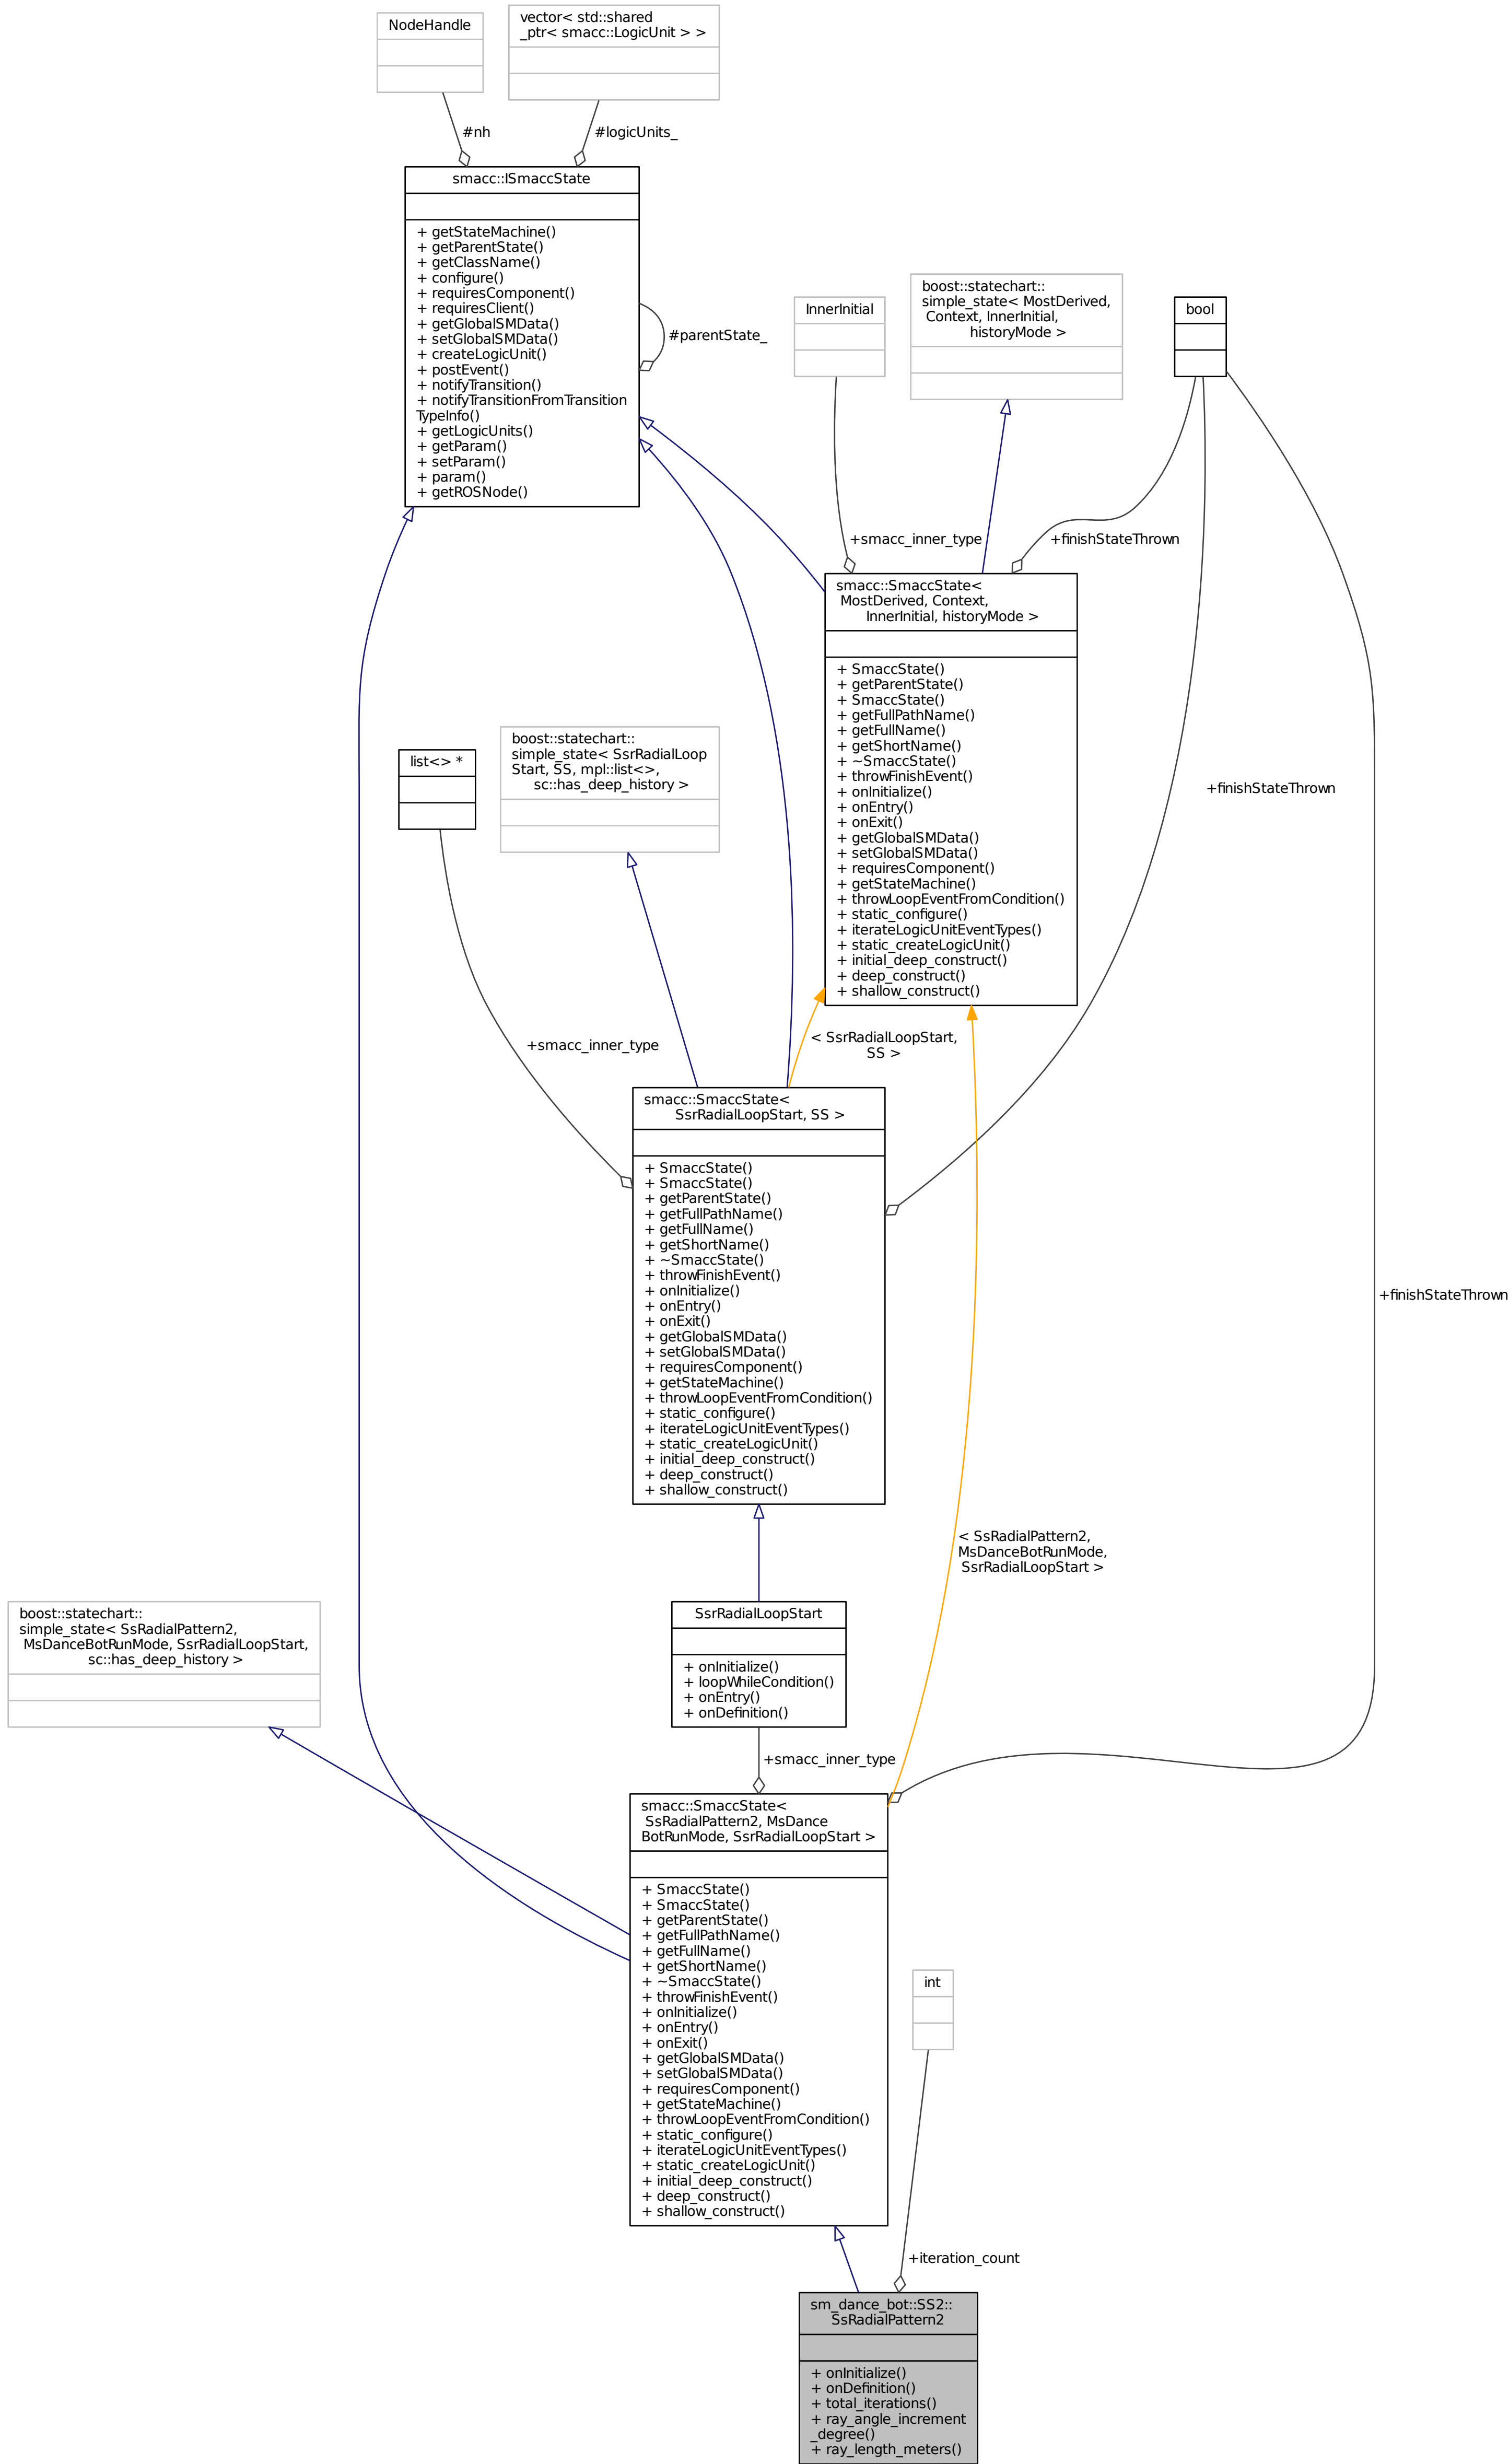 NodeHandle
vector< std::shared
_ptr< smacc::LogicUnit > >
#nh
#logicUnits_
smacc::ISmaccState
+ getStateMachine()
+ getParentState()
+ getClassName()
+ configure()
+ requiresComponent()
+ requiresClient()
+ getGlobalSMData()
+ setGlobalSMData()
+ createLogicUnit()
+ postEvent()
+ notifyTransition()
+ notifyTransitionFromTransition
TypeInfo()
+ getLogicUnits()
+ getParam()
+ setParam()
+ param()
+ getROSNode()
#parentState_
InnerInitial
boost::statechart::
simple_state< MostDerived,
Context, InnerInitial,
historyMode >
bool
+smacc_inner_type
+finishStateThrown
smacc::SmaccState<
MostDerived, Context,
InnerInitial, historyMode >
+ SmaccState()
+ getParentState()
+ SmaccState()
+ getFullPathName()
+ getFullName()
+ getShortName()
+ ~SmaccState()
+ throwFinishEvent()
+ onInitialize()
+ onEntry()
+ onExit()
+ getGlobalSMData()
+ setGlobalSMData()
+ requiresComponent()
+ getStateMachine()
+ throwLoopEventFromCondition()
+ static_configure()
+ iterateLogicUnitEventTypes()
+ static_createLogicUnit()
+ initial_deep_construct()
+ deep_construct()
+ shallow_construct()
list<> *
boost::statechart::
simple_state< SsrRadialLoop
Start, SS, mpl::list<>,
sc::has_deep_history >
+finishStateThrown
+smacc_inner_type
< SsrRadialLoopStart,
SS >
smacc::SmaccState<
SsrRadialLoopStart, SS >
+ SmaccState()
+ SmaccState()
+ getParentState()
+ getFullPathName()
+ getFullName()
+ getShortName()
+ ~SmaccState()
+ throwFinishEvent()
+ onInitialize()
+ onEntry()
+ onExit()
+ getGlobalSMData()
+ setGlobalSMData()
+ requiresComponent()
+ getStateMachine()
+ throwLoopEventFromCondition()
+ static_configure()
+ iterateLogicUnitEventTypes()
+ static_createLogicUnit()
+ initial_deep_construct()
+ deep_construct()
+ shallow_construct()
+finishStateThrown
< SsRadialPattern2,
MsDanceBotRunMode,
SsrRadialLoopStart >
boost::statechart::
simple_state< SsRadialPattern2,
MsDanceBotRunMode, SsrRadialLoopStart,
sc::has_deep_history >
SsrRadialLoopStart
+ onInitialize()
+ loopWhileCondition()
+ onEntry()
+ onDefinition()
+smacc_inner_type
smacc::SmaccState<
SsRadialPattern2, MsDance
BotRunMode, SsrRadialLoopStart >
+ SmaccState()
+ SmaccState()
+ getParentState()
+ getFullPathName()
+ getFullName()
+ getShortName()
+ ~SmaccState()
+ throwFinishEvent()
+ onInitialize()
+ onEntry()
+ onExit()
+ getGlobalSMData()
+ setGlobalSMData()
+ requiresComponent()
+ getStateMachine()
+ throwLoopEventFromCondition()
+ static_configure()
+ iterateLogicUnitEventTypes()
+ static_createLogicUnit()
+ initial_deep_construct()
+ deep_construct()
+ shallow_construct()
int
+iteration_count
sm_dance_bot::SS2::
SsRadialPattern2
+ onInitialize()
+ onDefinition()
+ total_iterations()
+ ray_angle_increment
_degree()
+ ray_length_meters()